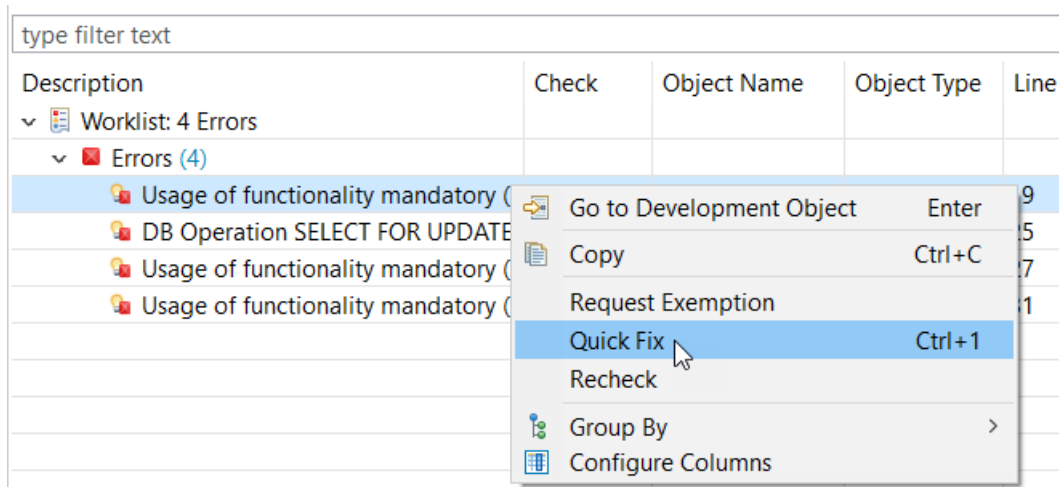 type filter text
Description Check Object Name Object Type Line
Worklist: 4 Errors
Errors (4)
Usage of functionality mandatory ( 9
DB Operation SELECT FOR UPDATE 25
Usage of functionality mandatory ( 27
Usage of functionality mandatory ( 31
Go to Development Object Enter
Copy Ctrl+C
Request Exemption
Quick Fix Ctrl+1
Recheck
Group By
Configure Columns